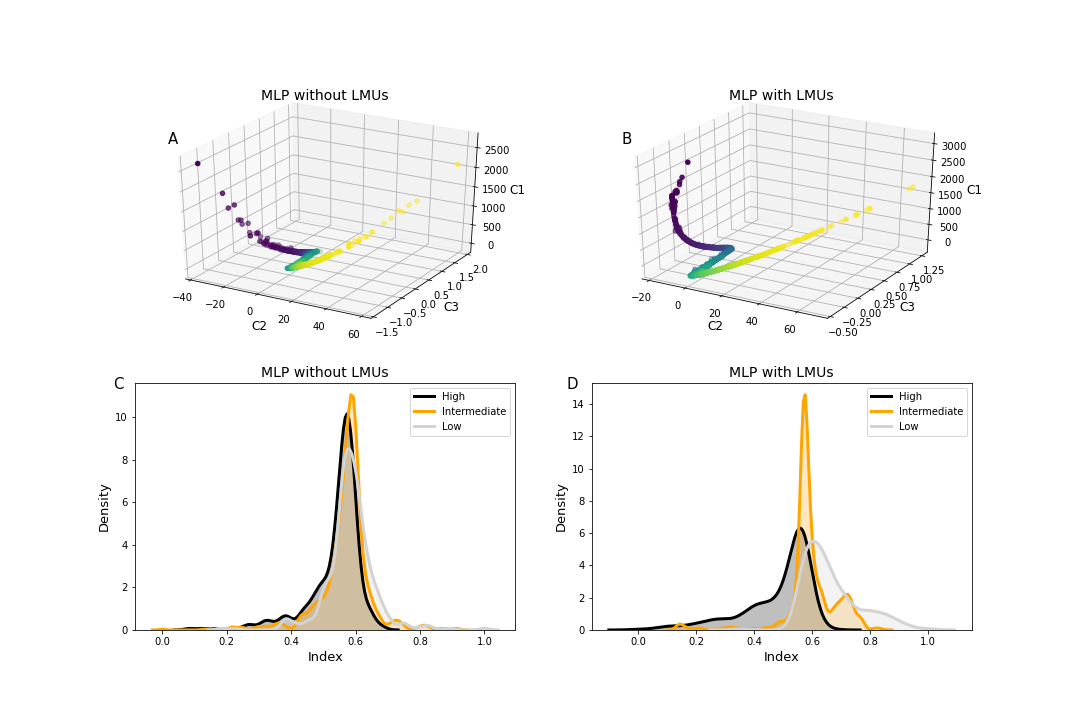 MLP without LMUs
MLP with LMUs
A
B
2500
2000
1500
1000
500
0
C1
3000
2500
2000
1500
1000
500
0
C1
−40
−20
0
20
40
60
C2
−1.5
−1.0
−0.5
0.0
0.5
1.0
1.5
2.0
C3
−20
0
20
40
60
C2
−0.50
−0.25
0.00
0.25
0.50
0.75
1.00
1.25
C3
C
MLP without LMUs
High
Intermediate
Low
10
8
6
4
2
0
Density
0.0 0.2 0.4 0.6 0.8 1.0
Index
D
MLP with LMUs
High
Intermediate
Low
14
12
10
8
6
4
2
0
Density
0.0 0.2 0.4 0.6 0.8 1.0
Index